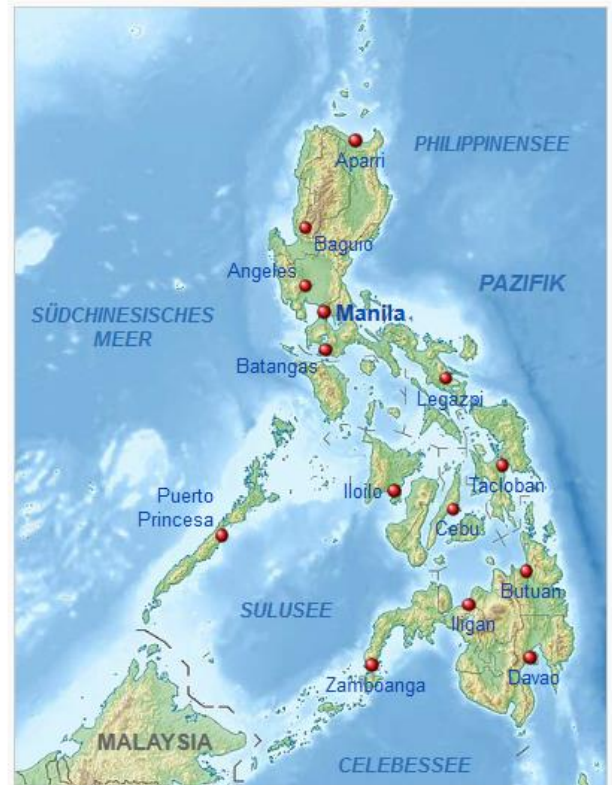 Aparri
PHILIPPINENSEE
Baguio
Angeles
PAZIFIK
SÜDCHINESISCHES
MEER
Manila
Batangas
Legazpi
Iloilo
Tacloban
Puerto
Princesa
Cebu
Butuan
SULUSEE
Iligan
Zamboanga
Davao
MALAYSIA
CELEBESSEE